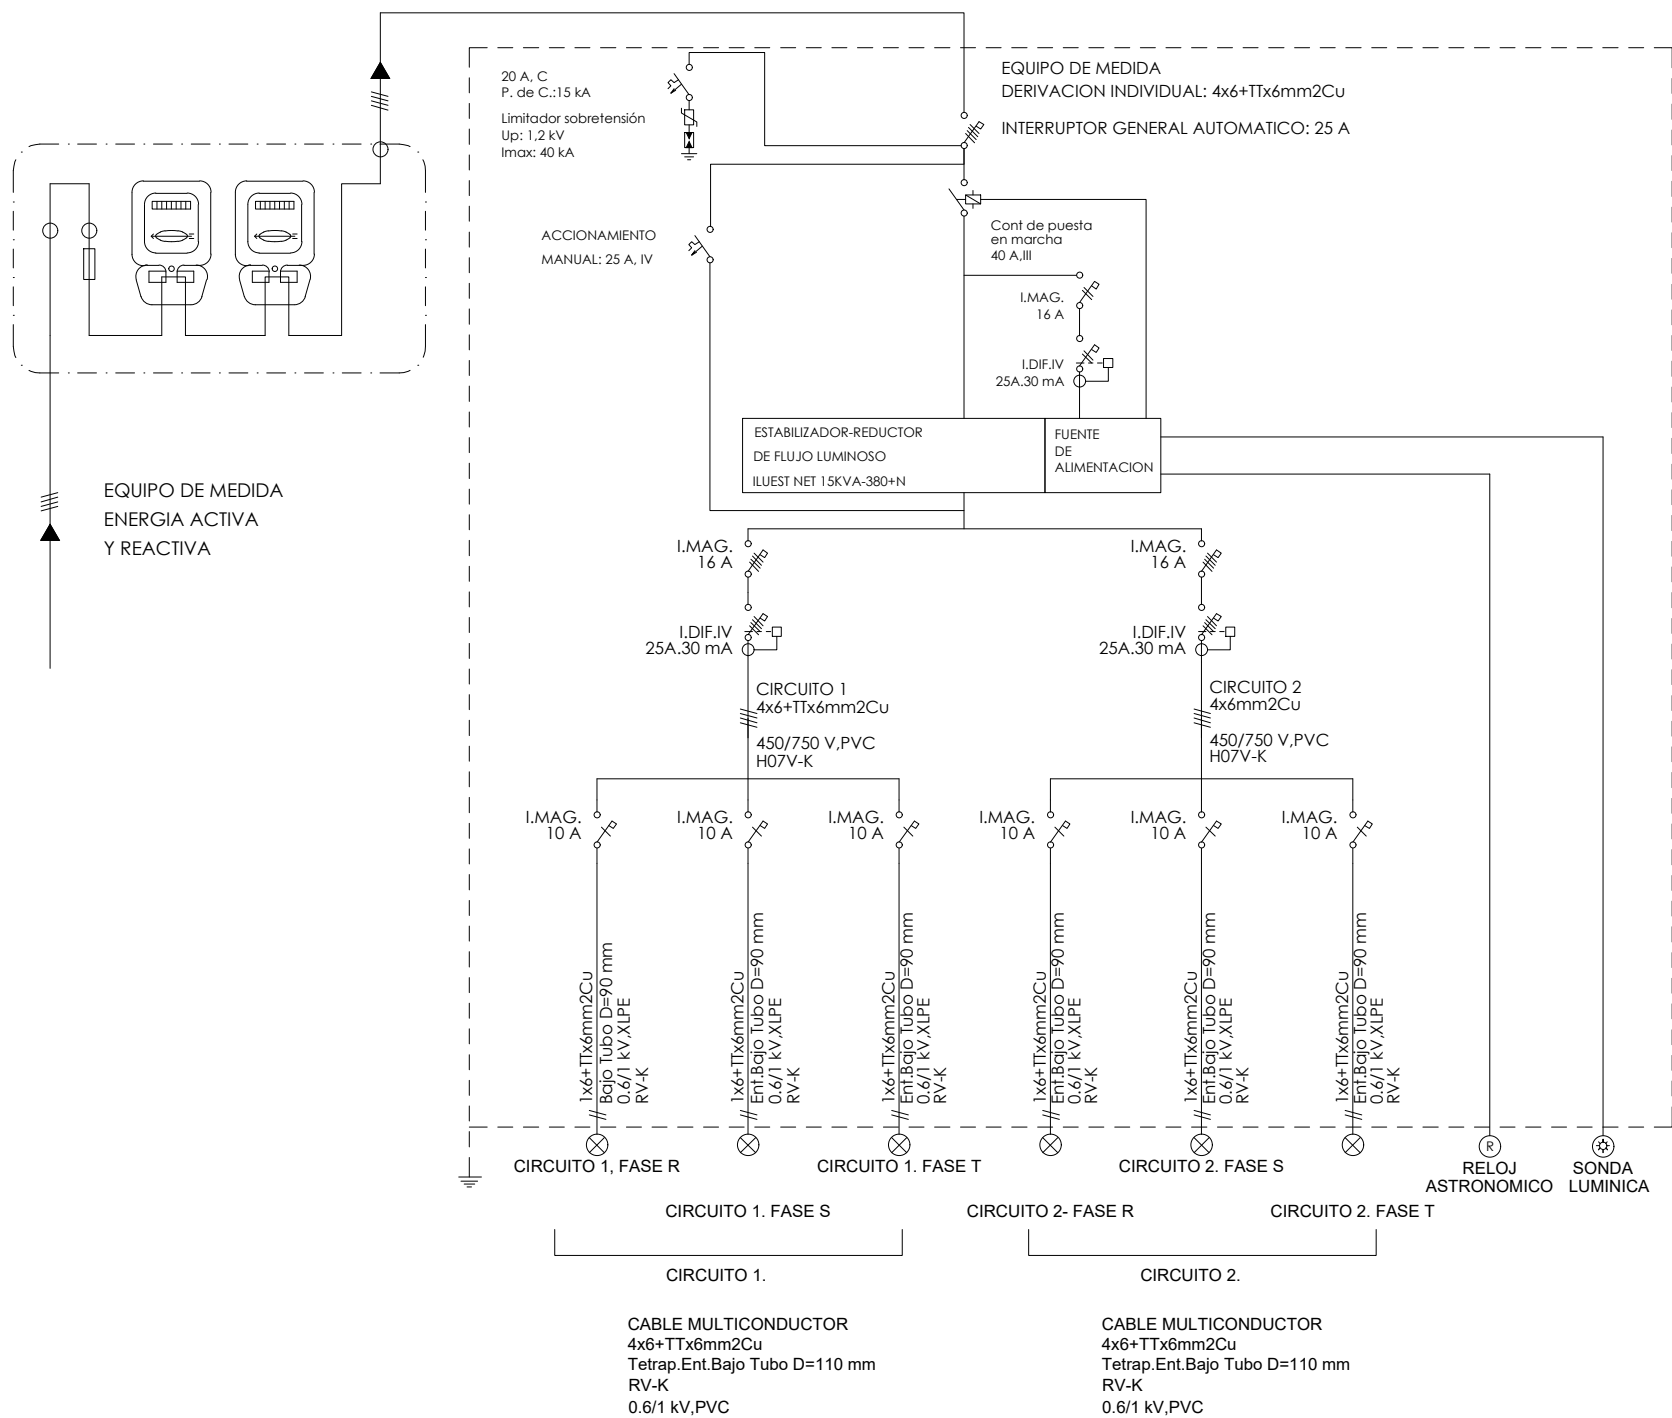 20 A, C
P. de C.:15 kA
Limitador sobretensión
Up: 1,2 kV
Imax: 40 kA
EQUIPO DE MEDIDA
DERIVACION INDIVIDUAL: 4x6+TTx6mm2Cu
INTERRUPTOR GENERAL AUTOMATICO: 25 A
ACCIONAMIENTO
MANUAL: 25 A, IV
Cont de puesta
en marcha
40 A,III
I.MAG.
16 A
I.DIF.IV
25A.30 mA
ESTABILIZADOR-REDUCTOR
DE FLUJO LUMINOSO
ILUEST NET 15KVA-380+N
FUENTE
DE
ALIMENTACION
EQUIPO DE MEDIDA
ENERGIA ACTIVA
Y REACTIVA
I.MAG.
16 A
I.DIF.IV
25A.30 mA
CIRCUITO 1
4x6+TTx6mm2Cu
450/750 V,PVC
H07V-K
I.MAG.
16 A
I.DIF.IV
25A.30 mA
CIRCUITO 2
4x6mm2Cu
450/750 V,PVC
H07V-K
I.MAG.
10 A
I.MAG.
10 A
I.MAG.
10 A
I.MAG.
10 A
I.MAG.
10 A
I.MAG.
10 A
1x6+TTx6mm2Cu
Bajo Tubo D=90 mm
0.6/1 kV,XLPE
RV-K
1x6+TTx6mm2Cu
Ent.Bajo Tubo D=90 mm
0.6/1 kV,XLPE
RV-K
1x6+TTx6mm2Cu
Ent.Bajo Tubo D=90 mm
0.6/1 kV,XLPE
RV-K
1x6+TTx6mm2Cu
Ent.Bajo Tubo D=90 mm
0.6/1 kV,XLPE
RV-K
1x6+TTx6mm2Cu
Ent.Bajo Tubo D=90 mm
0.6/1 kV,XLPE
RV-K
1x6+TTx6mm2Cu
Ent.Bajo Tubo D=90 mm
0.6/1 kV,XLPE
RV-K
R
CIRCUITO 1, FASE R
CIRCUITO 1. FASE T
CIRCUITO 2. FASE S
RELOJ
ASTRONOMICO
SONDA
LUMINICA
CIRCUITO 1. FASE S
CIRCUITO 2- FASE R
CIRCUITO 2. FASE T
CIRCUITO 1.
CIRCUITO 2.
CABLE MULTICONDUCTOR
4x6+TTx6mm2Cu
Tetrap.Ent.Bajo Tubo D=110 mm
RV-K
0.6/1 kV,PVC
CABLE MULTICONDUCTOR
4x6+TTx6mm2Cu
Tetrap.Ent.Bajo Tubo D=110 mm
RV-K
0.6/1 kV,PVC